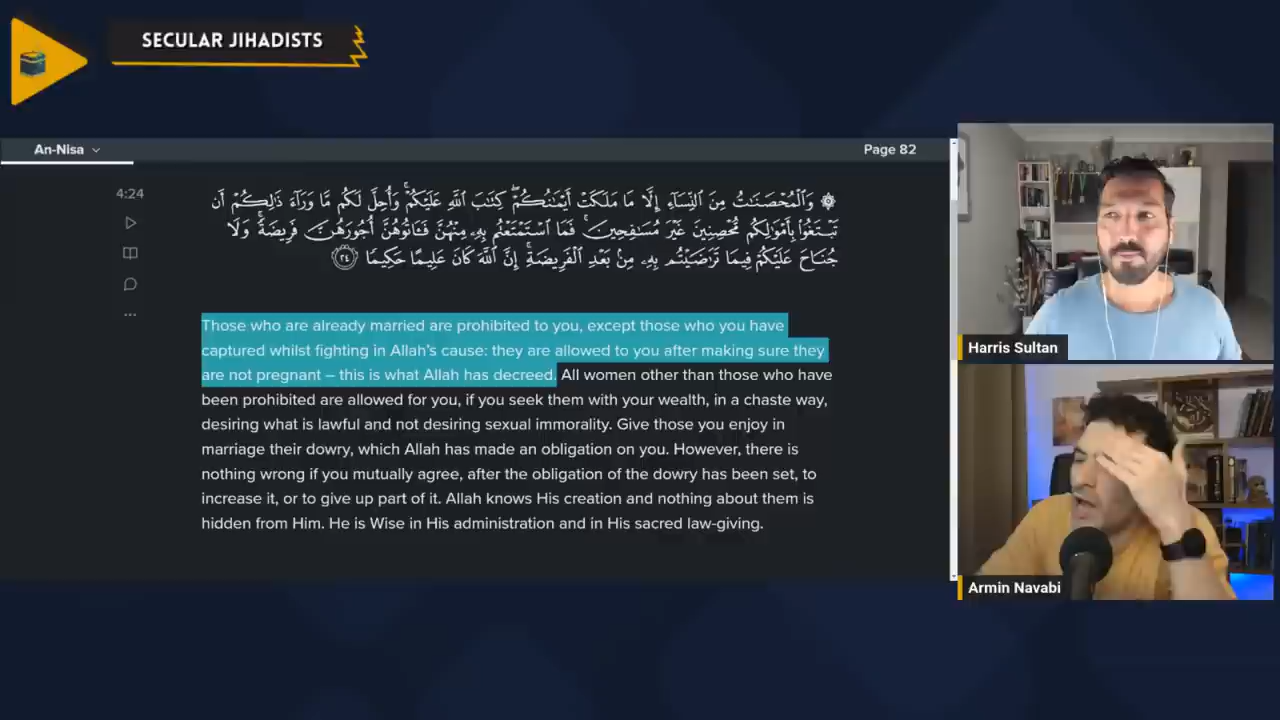 SECULAR JIHADISTS
An-Nisa
Page 82
4:24
۞ وَٱلْمُحْصَنَـٰتُ مِنَ ٱلنِّسَآءِ إِلَّا مَا مَلَكَتْ أَيْمَـٰنُكُمْ ۖ كِتَـٰبَ ٱللَّهِ عَلَيْكُمْ ۚ وَأُحِلَّ لَكُم مَّا وَرَآءَ ذَٰلِكُمْ أَن
تَبْتَغُوا۟ بِأَمْوَٰلِكُم مُّحْصِنِينَ غَيْرَ مُسَـٰفِحِينَ ۚ فَمَا ٱسْتَمْتَعْتُم بِهِۦ مِنْهُنَّ فَـَٔاتُوهُنَّ أُجُورَهُنَّ فَرِيضَةً ۚ وَلَا
جُنَاحَ عَلَيْكُمْ فِيمَا تَرَٰضَيْتُم بِهِۦ مِنۢ بَعْدِ ٱلْفَرِيضَةِ ۚ إِنَّ ٱللَّهَ كَانَ عَلِيمًا حَكِيمًا ٢٤
Those who are already married are prohibited to you, except those who you have
captured whilst fighting in Allah's cause: they are allowed to you after making sure they
are not pregnant – this is what Allah has decreed. All women other than those who have
been prohibited are allowed for you, if you seek them with your wealth, in a chaste way,
desiring what is lawful and not desiring sexual immorality. Give those you enjoy in
marriage their dowry, which Allah has made an obligation on you. However, there is
nothing wrong if you mutually agree, after the obligation of the dowry has been set, to
increase it, or to give up part of it. Allah knows His creation and nothing about them is
hidden from Him. He is Wise in His administration and in His sacred law-giving.
Harris Sultan
Armin Navabi